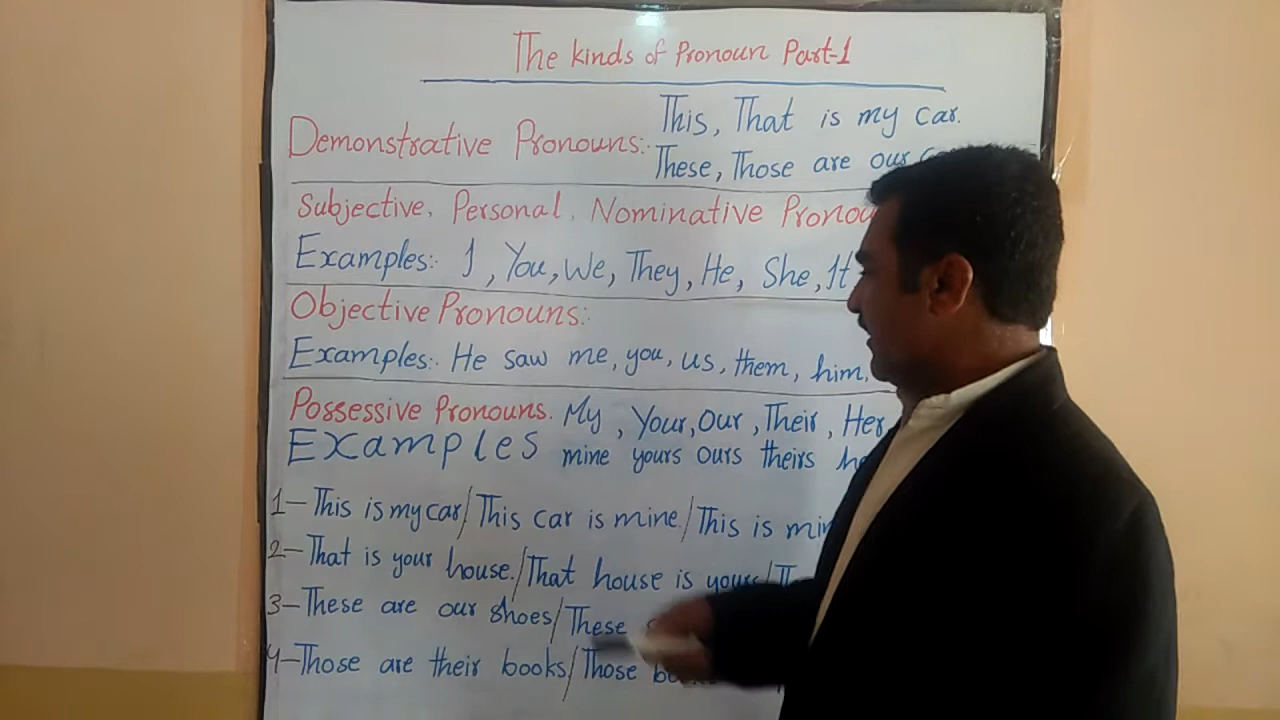 The kinds of Pronoun Part-1
Demonstrative Pronouns:. This, That is my car.
These, Those are our
Subjective, Personal, Nominative
Examples:. I, You, We, They, He, She, It
Objective Pronouns:.
Examples:. He saw me, you, us, them, him,
Possessive Pronouns. My, Your, Our, Their, Her,
Examples mine yours ours theirs
1- This is my car/This car is mine./This is
2- That is your house./That house is yours/
3- These are our shoes/These
4- Those are their books/Those